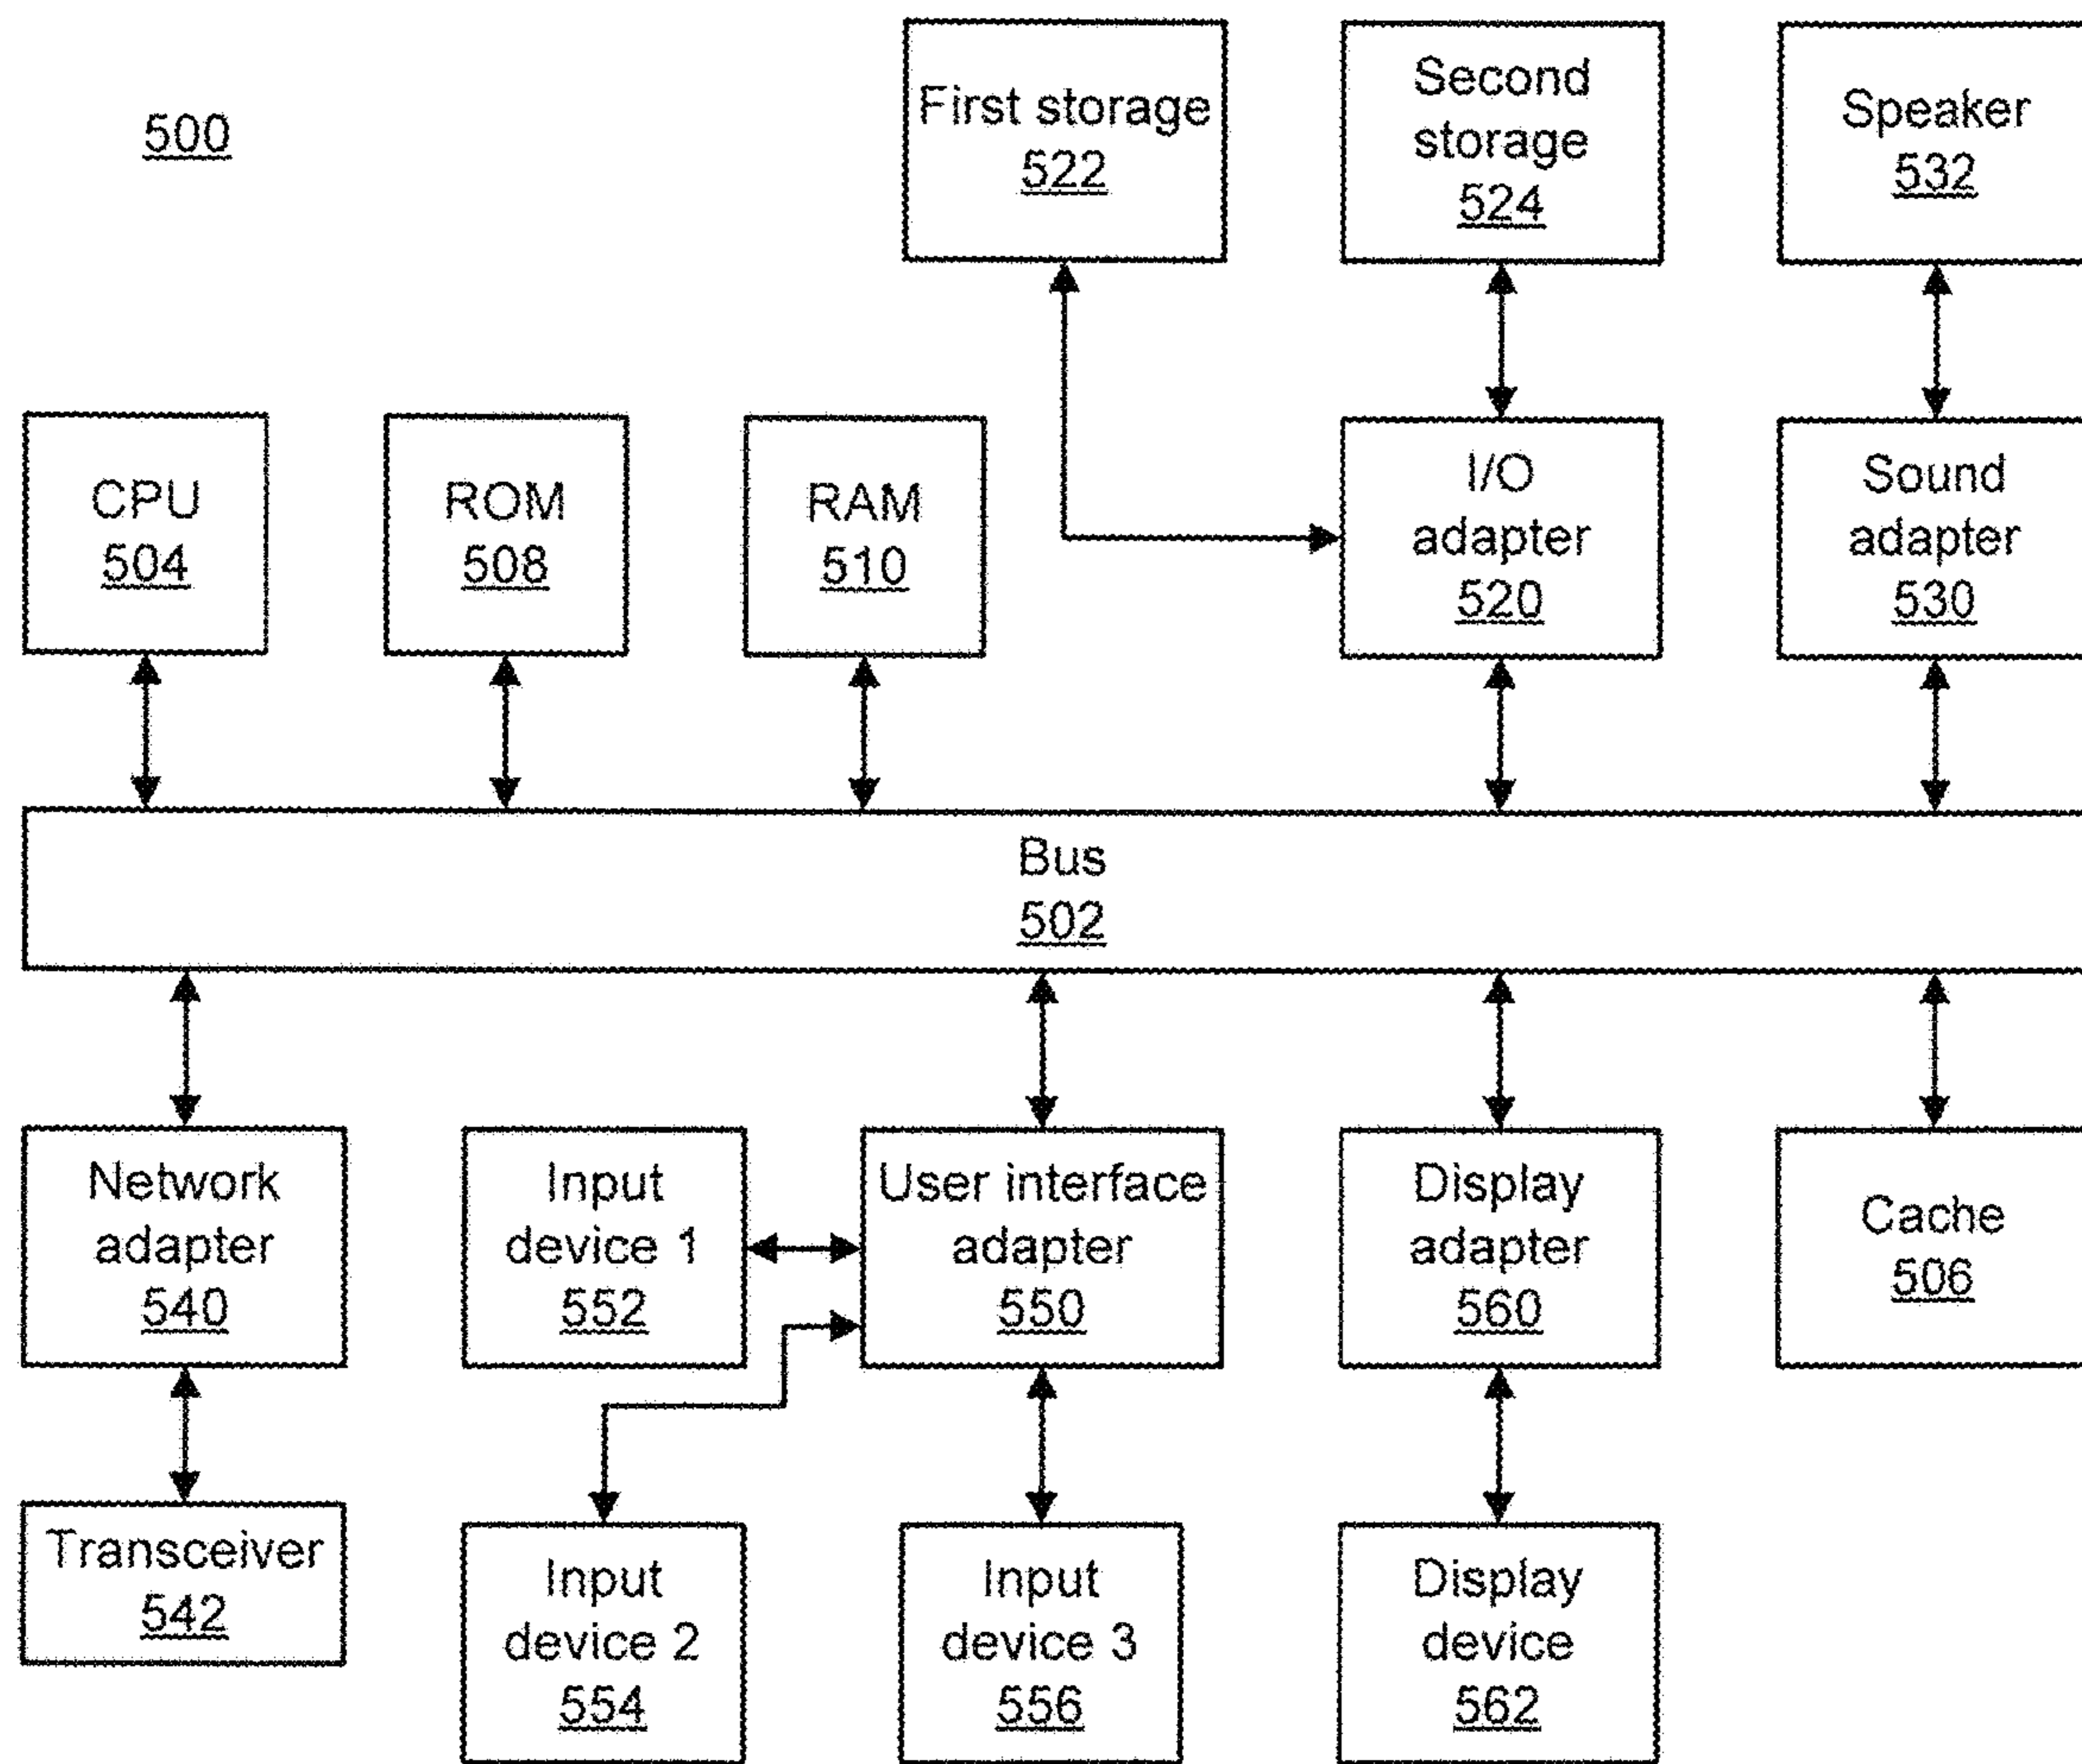 500
First storage
522
Second
storage
524
Speaker
532
CPU
504
ROM
508
RAM
510
I/O
adapter
520
Sound
adapter
530
Bus
502
Network
adapter
540
Input
device 1
552
User interface
adapter
550
Display
adapter
560
Cache
506
Transceiver
542
Input
device 2
554
Input
device 3
556
Display
device
562